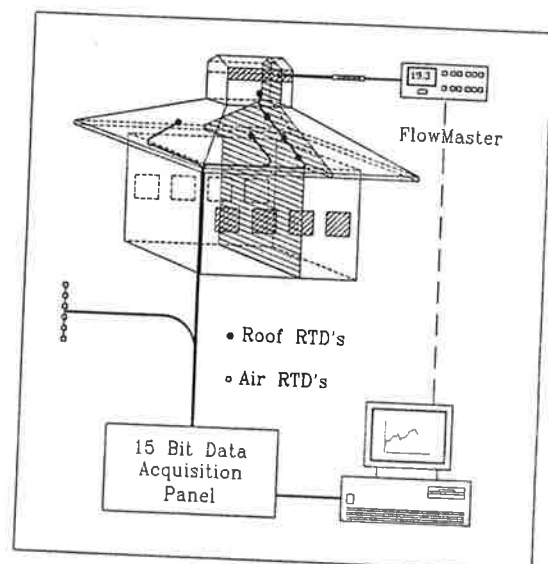 19.3
FlowMaster
Roof RTD's
Air RTD's
15 Bit Data
Acquisition
Panel